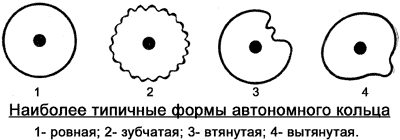 1 2 3 4
Наиболее типичные формы автономного кольца
1- ровная; 2- зубчатая; 3- втянутая; 4- вытянутая.